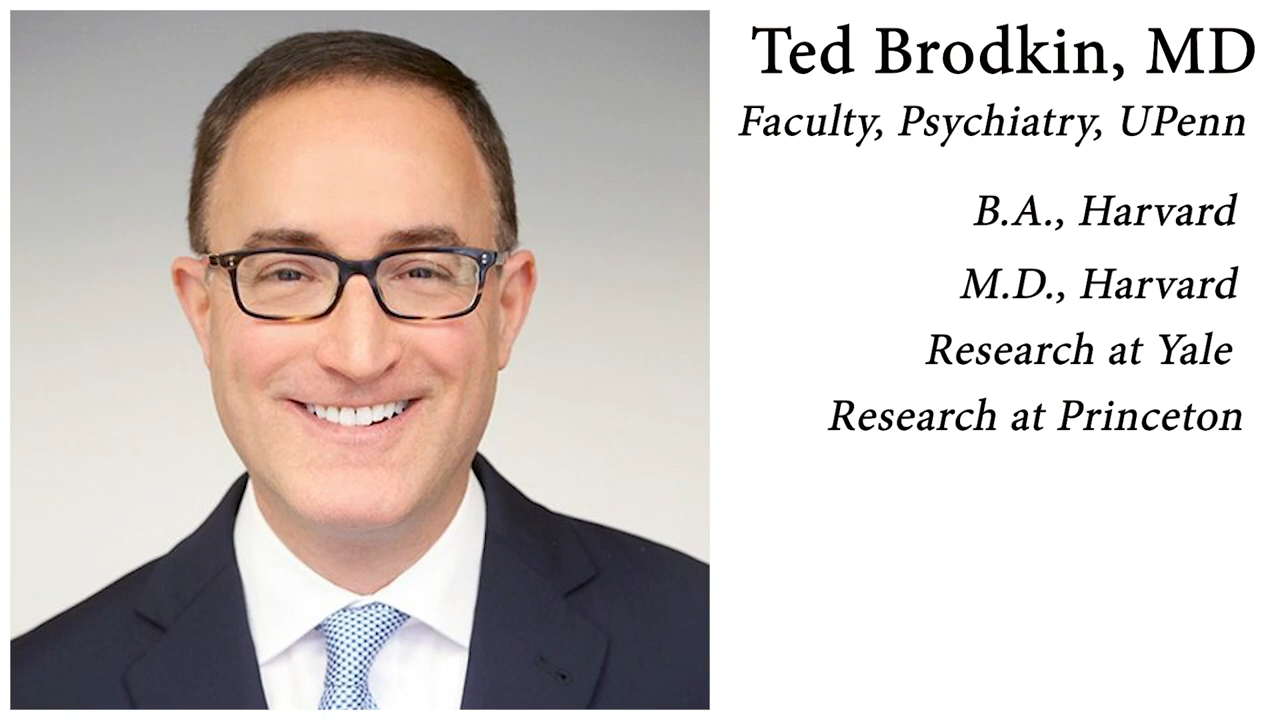 Ted Brodkin, MD
Faculty, Psychiatry, UPenn
B.A., Harvard
M.D., Harvard
Research at Yale
Research at Princeton